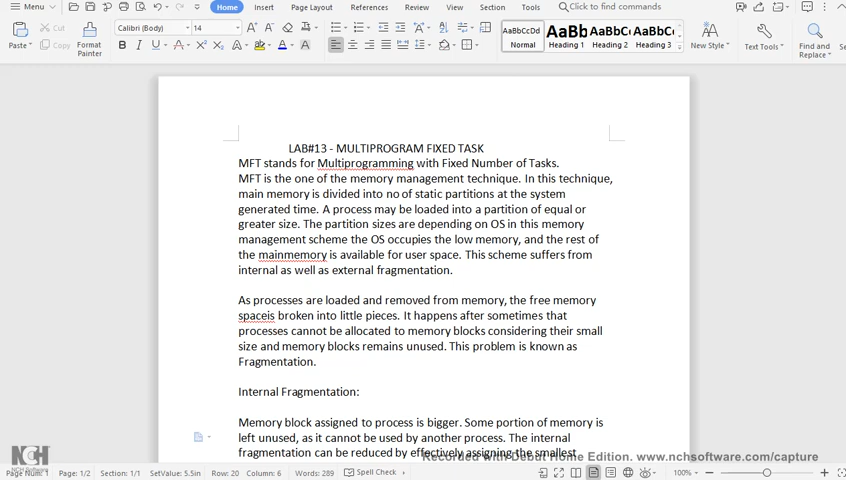 Menu Home Insert Page Layout References Review View Section Tools Click to find commands
Paste Cut Copy Format Painter Calibri (Body) 14 AaBbCcDd Normal AaBb Heading 1 AaBbC Heading 2 AaBbC Heading 3 New Style Text Tools Find and Replace
LAB#13 - MULTIPROGRAM FIXED TASK
MFT stands for Multiprogramming with Fixed Number of Tasks.
MFT is the one of the memory management technique. In this technique,
main memory is divided into no of static partitions at the system
generated time. A process may be loaded into a partition of equal or
greater size. The partition sizes are depending on OS in this memory
management scheme the OS occupies the low memory, and the rest of
the mainmemory is available for user space. This scheme suffers from
internal as well as external fragmentation.
As processes are loaded and removed from memory, the free memory
spaceis broken into little pieces. It happens after sometimes that
processes cannot be allocated to memory blocks considering their small
size and memory blocks remains unused. This problem is known as
Fragmentation.
Internal Fragmentation:
Memory block assigned to process is bigger. Some portion of memory is
left unused, as it cannot be used by another process. The internal
fragmentation can be reduced by effectively assigning the smallest
NCH
Recorded with Debut Home Edition. www.nchsoftware.com/capture
Page Num: 1 Page: 1/2 Section: 1/1 SetValue: 5.5in Row: 20 Column: 6 Words: 289 Spell Check 100%